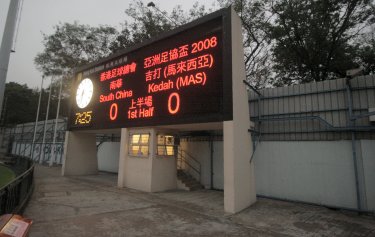 香港足球總會 亞洲足協盃 2008
南華 吉打 (馬來西亞)
South China Kedah (MAS)
0 上半場 0
7:25 1st Half